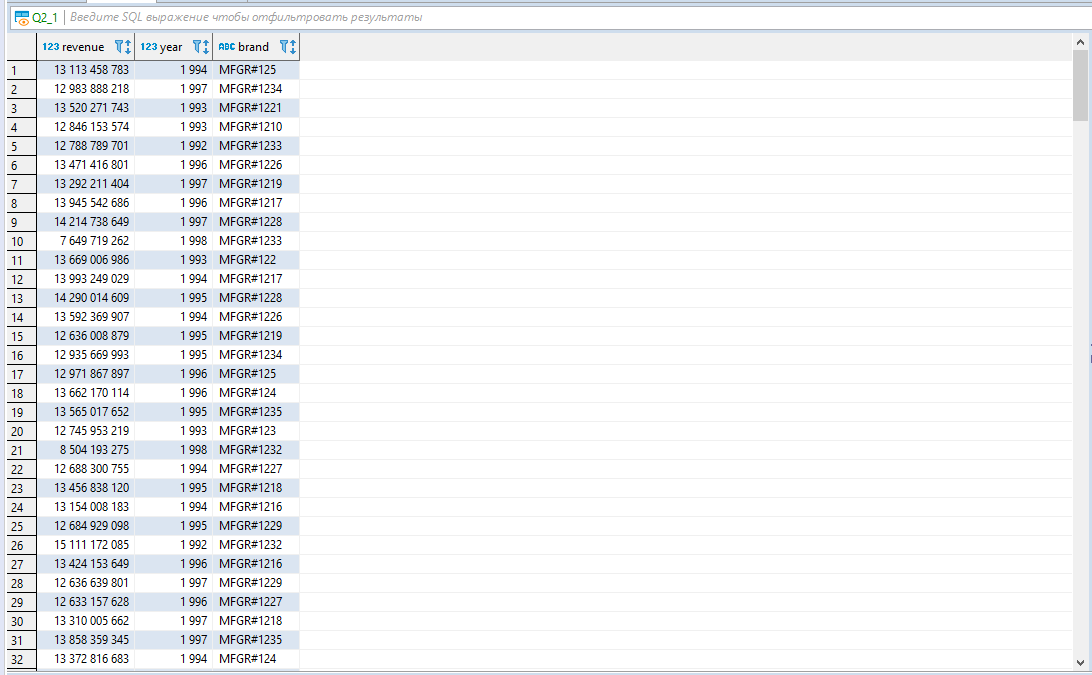 Q2_1 Введите SQL выражение чтобы отфильтровать результаты
123 revenue 123 year ABC brand
1 13 113 458 783 1 994 MFGR#125
2 12 983 888 218 1 997 MFGR#1234
3 13 520 271 743 1 993 MFGR#1221
4 12 846 153 574 1 993 MFGR#1210
5 12 788 789 701 1 992 MFGR#1233
6 13 471 416 801 1 996 MFGR#1226
7 13 292 211 404 1 997 MFGR#1219
8 13 945 542 686 1 996 MFGR#1217
9 14 214 738 649 1 997 MFGR#1228
10 7 649 719 262 1 998 MFGR#1233
11 13 669 006 986 1 993 MFGR#122
12 13 993 249 029 1 994 MFGR#1217
13 14 290 014 609 1 995 MFGR#1228
14 13 592 369 907 1 994 MFGR#1226
15 12 636 008 879 1 995 MFGR#1219
16 12 935 669 993 1 995 MFGR#1234
17 12 971 867 897 1 996 MFGR#125
18 13 662 170 114 1 996 MFGR#124
19 13 565 017 652 1 995 MFGR#1235
20 12 745 953 219 1 993 MFGR#123
21 8 504 193 275 1 998 MFGR#1232
22 12 688 300 755 1 994 MFGR#1227
23 13 456 838 120 1 995 MFGR#1218
24 13 154 008 183 1 994 MFGR#1216
25 12 684 929 098 1 995 MFGR#1229
26 15 111 172 085 1 992 MFGR#1232
27 13 424 153 649 1 996 MFGR#1216
28 12 636 639 801 1 997 MFGR#1229
29 12 633 157 628 1 996 MFGR#1227
30 13 310 005 662 1 997 MFGR#1218
31 13 858 359 345 1 997 MFGR#1235
32 13 372 816 683 1 994 MFGR#124